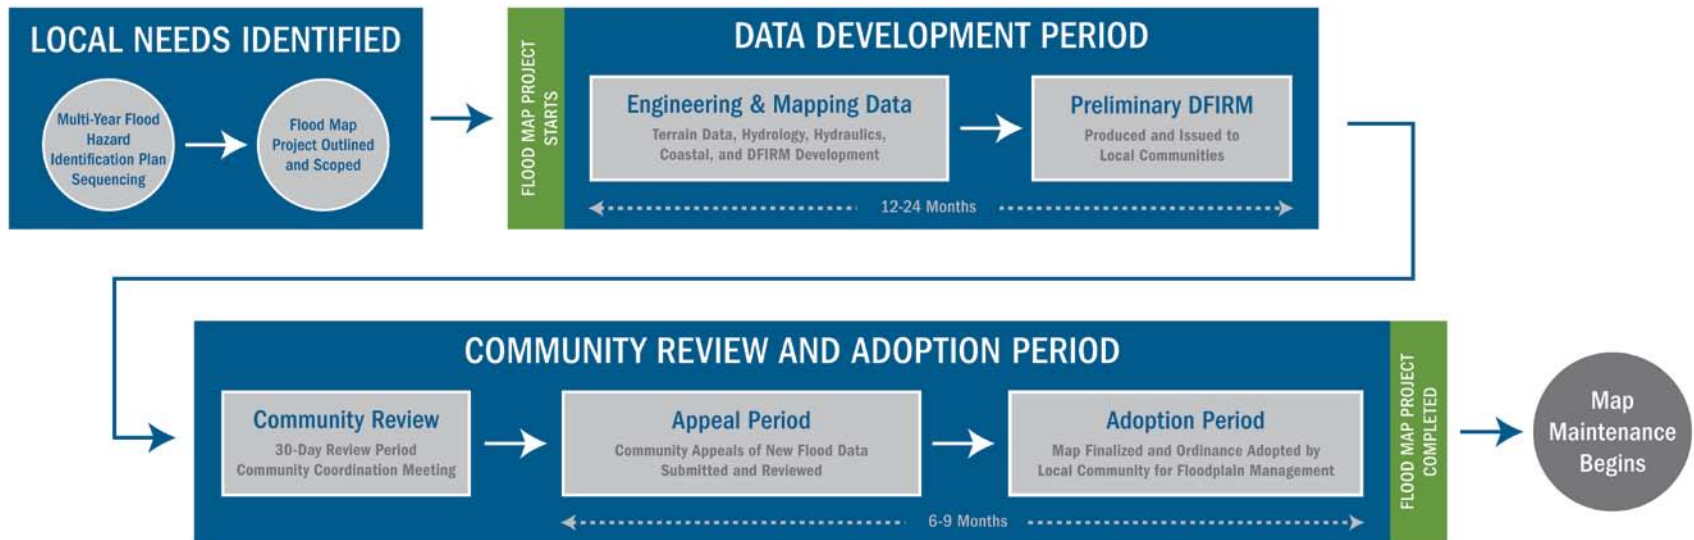 LOCAL NEEDS IDENTIFIED
Multi-Year Flood
Hazard
Identification Plan
Sequencing
Flood Map
Project Outlined
and Scoped
FLOOD MAP PROJECT
STARTS
DATA DEVELOPMENT PERIOD
Engineering & Mapping Data
Terrain Data, Hydrology, Hydraulics,
Coastal, and DFIRM Development
Preliminary DFIRM
Produced and Issued to
Local Communities
12-24 Months
COMMUNITY REVIEW AND ADOPTION PERIOD
Community Review
30-Day Review Period
Community Coordination Meeting
Appeal Period
Community Appeals of New Flood Data
Submitted and Reviewed
Adoption Period
Map Finalized and Ordinance Adopted by
Local Community for Floodplain Management
6-9 Months
FLOOD MAP PROJECT
COMPLETED
Map
Maintenance
Begins